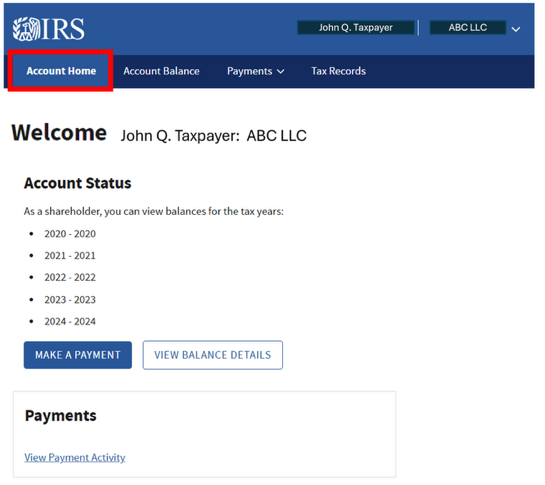 IRS
John Q. Taxpayer ABC LLC
Account Home Account Balance Payments Tax Records
Welcome John Q. Taxpayer: ABC LLC
Account Status
As a shareholder, you can view balances for the tax years:
• 2020 - 2020
• 2021 - 2021
• 2022 - 2022
• 2023 - 2023
• 2024 - 2024
MAKE A PAYMENT VIEW BALANCE DETAILS
Payments
View Payment Activity